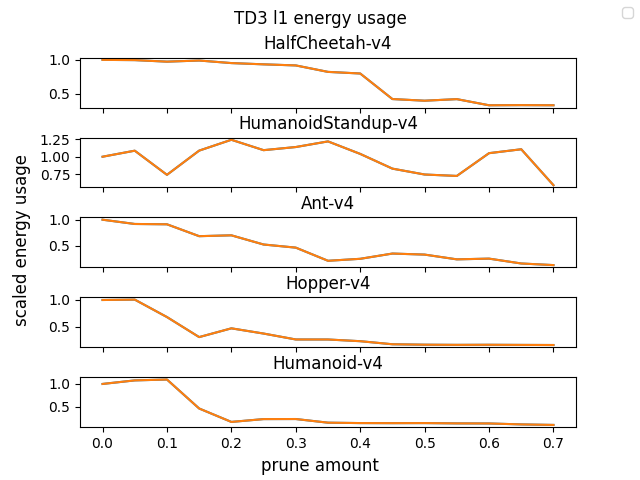 TD3 l1 energy usage
HalfCheetah-v4
1.0
0.5
HumanoidStandup-v4
1.25
1.00
0.75
Ant-v4
1.0
0.5
Hopper-v4
1.0
0.5
Humanoid-v4
1.0
0.5
0.0 0.1 0.2 0.3 0.4 0.5 0.6 0.7
prune amount
scaled energy usage